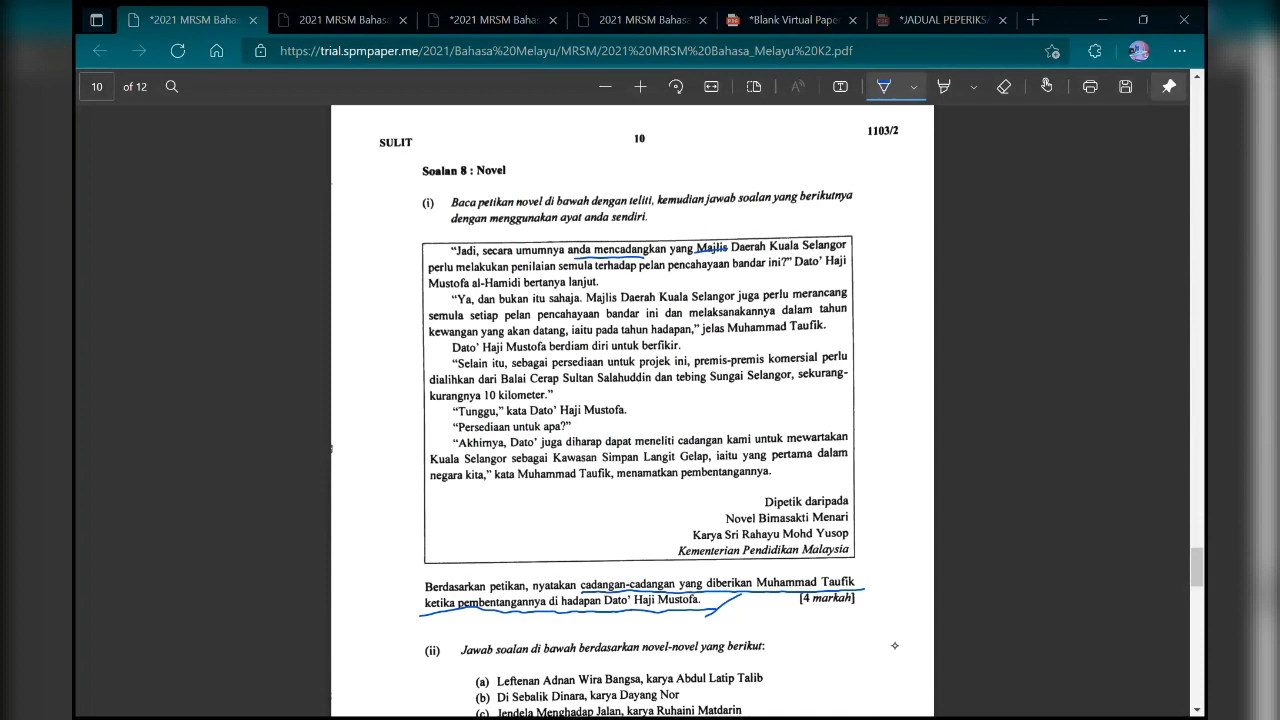 *2021 MRSM Baha
2021 MRSM Bahasa
*2021 MRSM Bahas
2021 MRSM Bahasa
*Blank Virtual Pape
*JADUAL PEPERIKS
https://trial.spmpaper.me/2021/Bahasa%20Melayu/MRSM/2021%20MRSM%20Bahasa_Melayu%20K2.pdf
10 of 12
SULIT 10 1103/2
Soalan 8 : Novel
(i) Baca petikan novel di bawah dengan teliti, kemudian jawab soalan yang berikutnya
dengan menggunakan ayat anda sendiri.
“Jadi, secara umumnya anda mencadangkan yang Majlis Daerah Kuala Selangor
perlu melakukan penilaian semula terhadap pelan pencahayaan bandar ini?” Dato’ Haji
Mustofa al-Hamidi bertanya lanjut.
“Ya, dan bukan itu sahaja. Majlis Daerah Kuala Selangor juga perlu merancang
semula setiap pelan pencahayaan bandar ini dan melaksanakannya dalam tahun
kewangan yang akan datang, iaitu pada tahun hadapan,” jelas Muhammad Taufik.
Dato’ Haji Mustofa berdiam diri untuk berfikir.
“Selain itu, sebagai persediaan untuk projek ini, premis-premis komersial perlu
dialihkan dari Balai Cerap Sultan Salahuddin dan tebing Sungai Selangor, sekurang-
kurangnya 10 kilometer.”
“Tunggu,” kata Dato’ Haji Mustofa.
“Persediaan untuk apa?”
“Akhirnya, Dato’ juga diharap dapat meneliti cadangan kami untuk mewartakan
Kuala Selangor sebagai Kawasan Simpan Langit Gelap, iaitu yang pertama dalam
negara kita,” kata Muhammad Taufik, menamatkan pembentangannya.
Dipetik daripada
Novel Bimasakti Menari
Karya Sri Rahayu Mohd Yusop
Kementerian Pendidikan Malaysia
Berdasarkan petikan, nyatakan cadangan-cadangan yang diberikan Muhammad Taufik
ketika pembentangannya di hadapan Dato’ Haji Mustofa. [4 markah]
(ii) Jawab soalan di bawah berdasarkan novel-novel yang berikut:
(a) Leftenan Adnan Wira Bangsa, karya Abdul Latip Talib
(b) Di Sebalik Dinara, karya Dayang Nor
(c) Jendela Menghadap Jalan, karya Ruhaini Matdarin